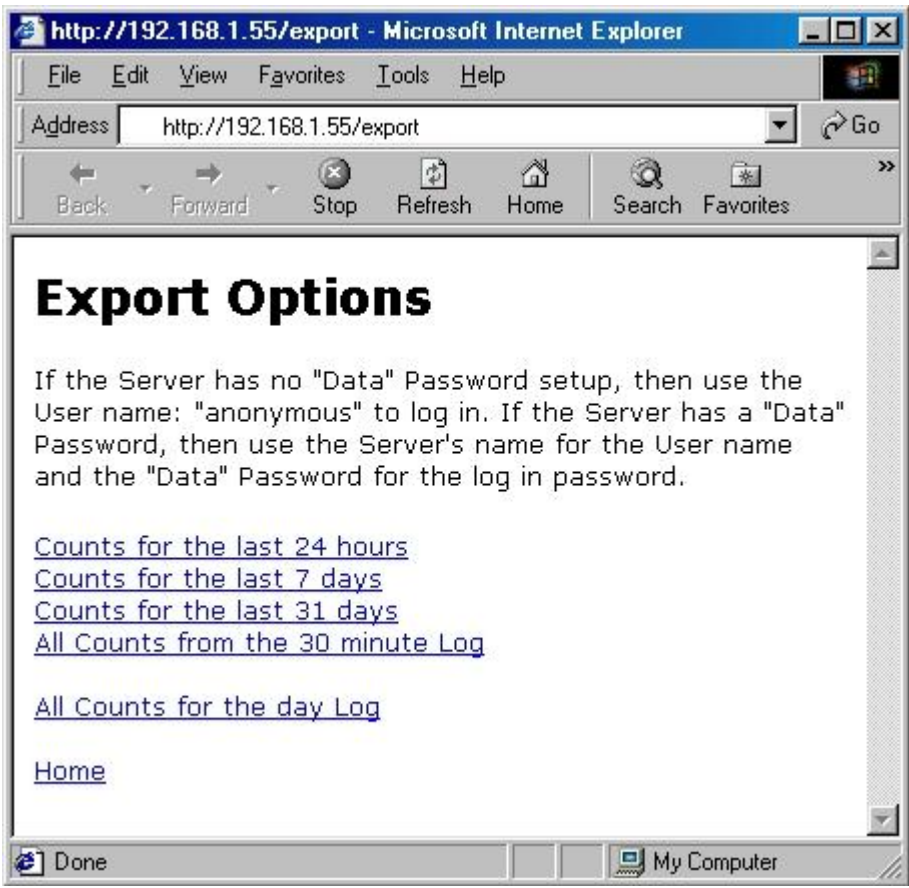 http://192.168.1.55/export - Microsoft Internet Explorer
File Edit View Favorites Tools Help
Address http://192.168.1.55/export Go
Back Forward Stop Refresh Home Search Favorites »
Export Options
If the Server has no "Data" Password setup, then use the
User name: "anonymous" to log in. If the Server has a "Data"
Password, then use the Server's name for the User name
and the "Data" Password for the log in password.
Counts for the last 24 hours
Counts for the last 7 days
Counts for the last 31 days
All Counts from the 30 minute Log
All Counts for the day Log
Home
Done My Computer